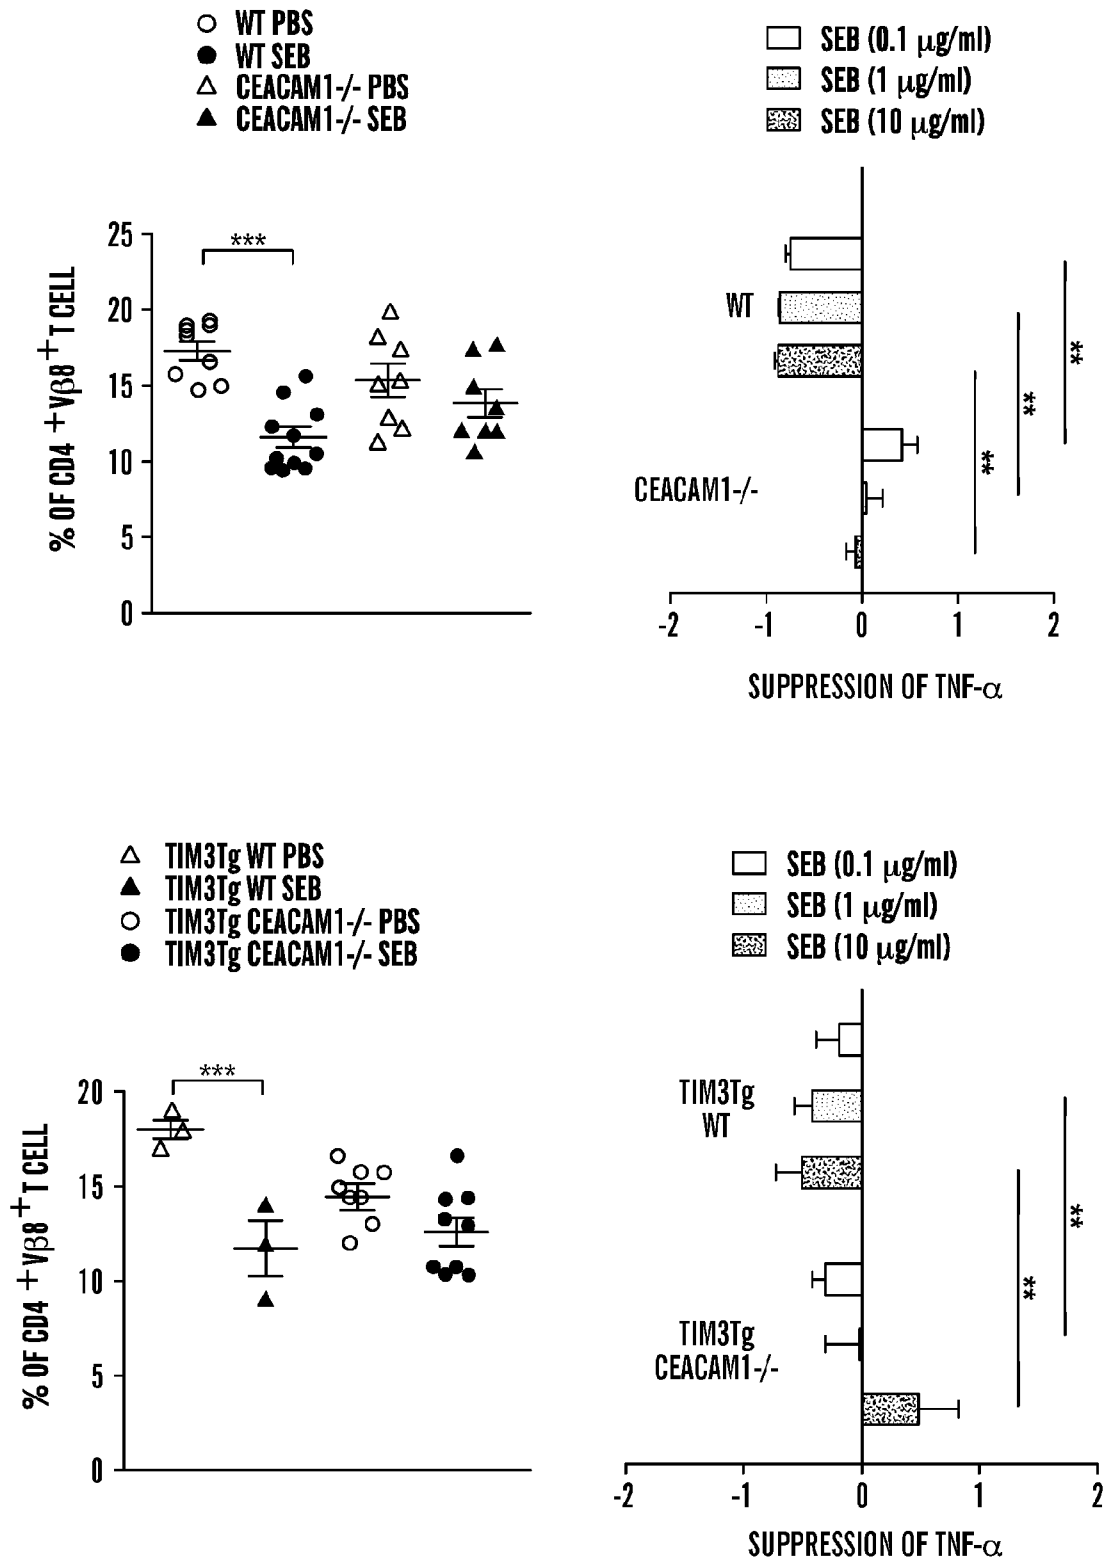 WT PBS
WT SEB
CEACAM1-/- PBS
CEACAM1-/- SEB
25
20
15
10
5
0
% OF CD4 +Vβ8+T CELL
***
SEB (0.1 μg/ml)
SEB (1 μg/ml)
SEB (10 μg/ml)
WT
CEACAM1-/-
**
**
**
-2 -1 0 1 2
SUPPRESSION OF TNF-α
TIM3Tg WT PBS
TIM3Tg WT SEB
TIM3Tg CEACAM1-/- PBS
TIM3Tg CEACAM1-/- SEB
20
15
10
5
0
% OF CD4 +Vβ8+T CELL
***
SEB (0.1 μg/ml)
SEB (1 μg/ml)
SEB (10 μg/ml)
TIM3Tg
WT
TIM3Tg
CEACAM1-/-
**
**
-2 -1 0 1 2
SUPPRESSION OF TNF-α